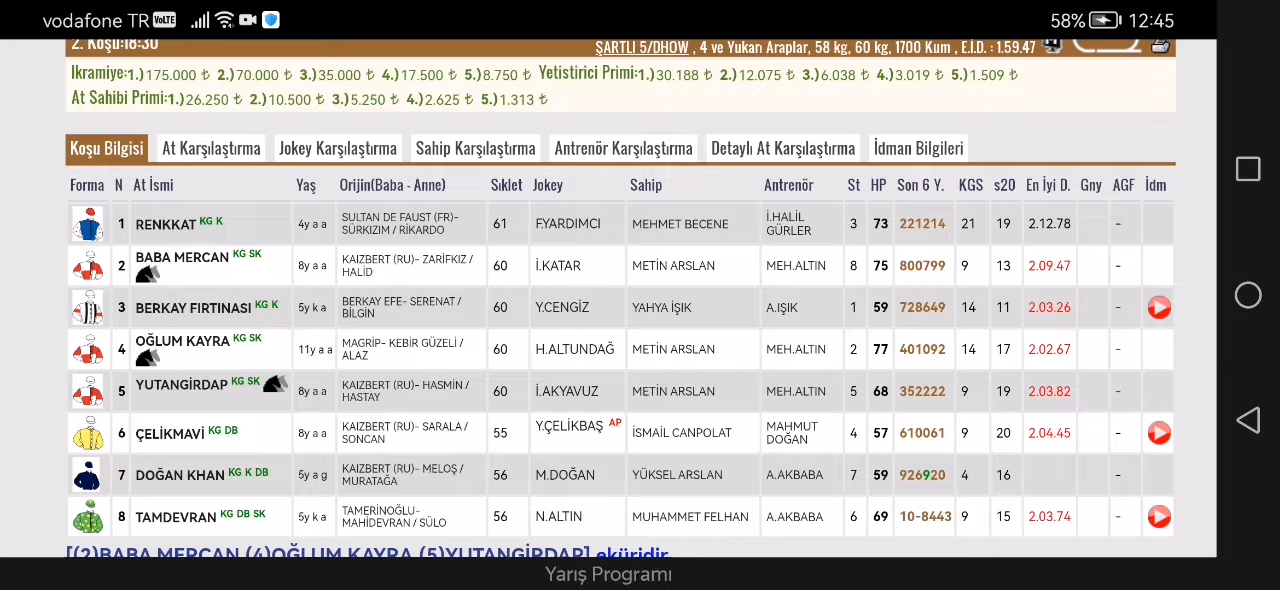 vodafone TR VoLTE 58% 12:45
2. Koşu:18:30 ŞARTLI 5/DHOW , 4 ve Yukarı Araplar, 58 kg, 60 kg, 1700 Kum , E.İ.D. : 1.59.47
Ikramiye:1.)175.000 ₺ 2.)70.000 ₺ 3.)35.000 ₺ 4.)17.500 ₺ 5.)8.750 ₺ Yetistirici Primi:1.)30.188 ₺ 2.)12.075 ₺ 3.)6.038 ₺ 4.)3.019 ₺ 5.)1.509 ₺
At Sahibi Primi:1.)26.250 ₺ 2.)10.500 ₺ 3.)5.250 ₺ 4.)2.625 ₺ 5.)1.313 ₺
Koşu Bilgisi At Karşılaştırma Jokey Karşılaştırma Sahip Karşılaştırma Antrenör Karşılaştırma Detaylı At Karşılaştırma İdman Bilgileri
Forma N At İsmi Yaş Orijin(Baba - Anne) Sıklet Jokey Sahip Antrenör St HP Son 6 Y. KGS s20 En İyi D. Gny AGF İdm
1 RENKKAT KG K 4y a a SULTAN DE FAUST (FR)- SÜRKIZIM / RİKARDO 61 F.YARDIMCI MEHMET BECENE İ.HALİL GÜRLER 3 73 221214 21 19 2.12.78 -
2 BABA MERCAN KG SK 8y a a KAIZBERT (RU)- ZARİFKIZ / HALİD 60 İ.KATAR METİN ARSLAN MEH.ALTIN 8 75 800799 9 13 2.09.47 -
3 BERKAY FIRTINASI KG K 5y k a BERKAY EFE- SERENAT / BİLGİN 60 Y.CENGİZ YAHYA IŞIK A.IŞIK 1 59 728649 14 11 2.03.26 -
4 OĞLUM KAYRA KG SK 11y a a MAGRİP- KEBİR GÜZELİ / ALAZ 60 H.ALTUNDAĞ METİN ARSLAN MEH.ALTIN 2 77 401092 14 17 2.02.67 -
5 YUTANGİRDAP KG SK 8y a a KAIZBERT (RU)- HASMİN / HASTAY 60 İ.AKYAVUZ METİN ARSLAN MEH.ALTIN 5 68 352222 9 19 2.03.82 -
6 ÇELİKMAVİ KG DB 8y a a KAIZBERT (RU)- SARALA / SONCAN 55 Y.ÇELİKBAŞ AP İSMAİL CANPOLAT MAHMUT DOĞAN 4 57 610061 9 20 2.04.45 -
7 DOĞAN KHAN KG K DB 5y a g KAIZBERT (RU)- MELOŞ / MURATAĞA 56 M.DOĞAN YÜKSEL ARSLAN A.AKBABA 7 59 926920 4 16 -
8 TAMDEVRAN KG DB SK 5y k a TAMERİNOĞLU- MAHİDEVRAN / SÜLO 56 N.ALTIN MUHAMMET FELHAN A.AKBABA 6 69 10-8443 9 15 2.03.74 -
[(2)BABA MERCAN (4)OĞLUM KAYRA (5)YUTANGİRDAP] eküridir
Yarış Programı